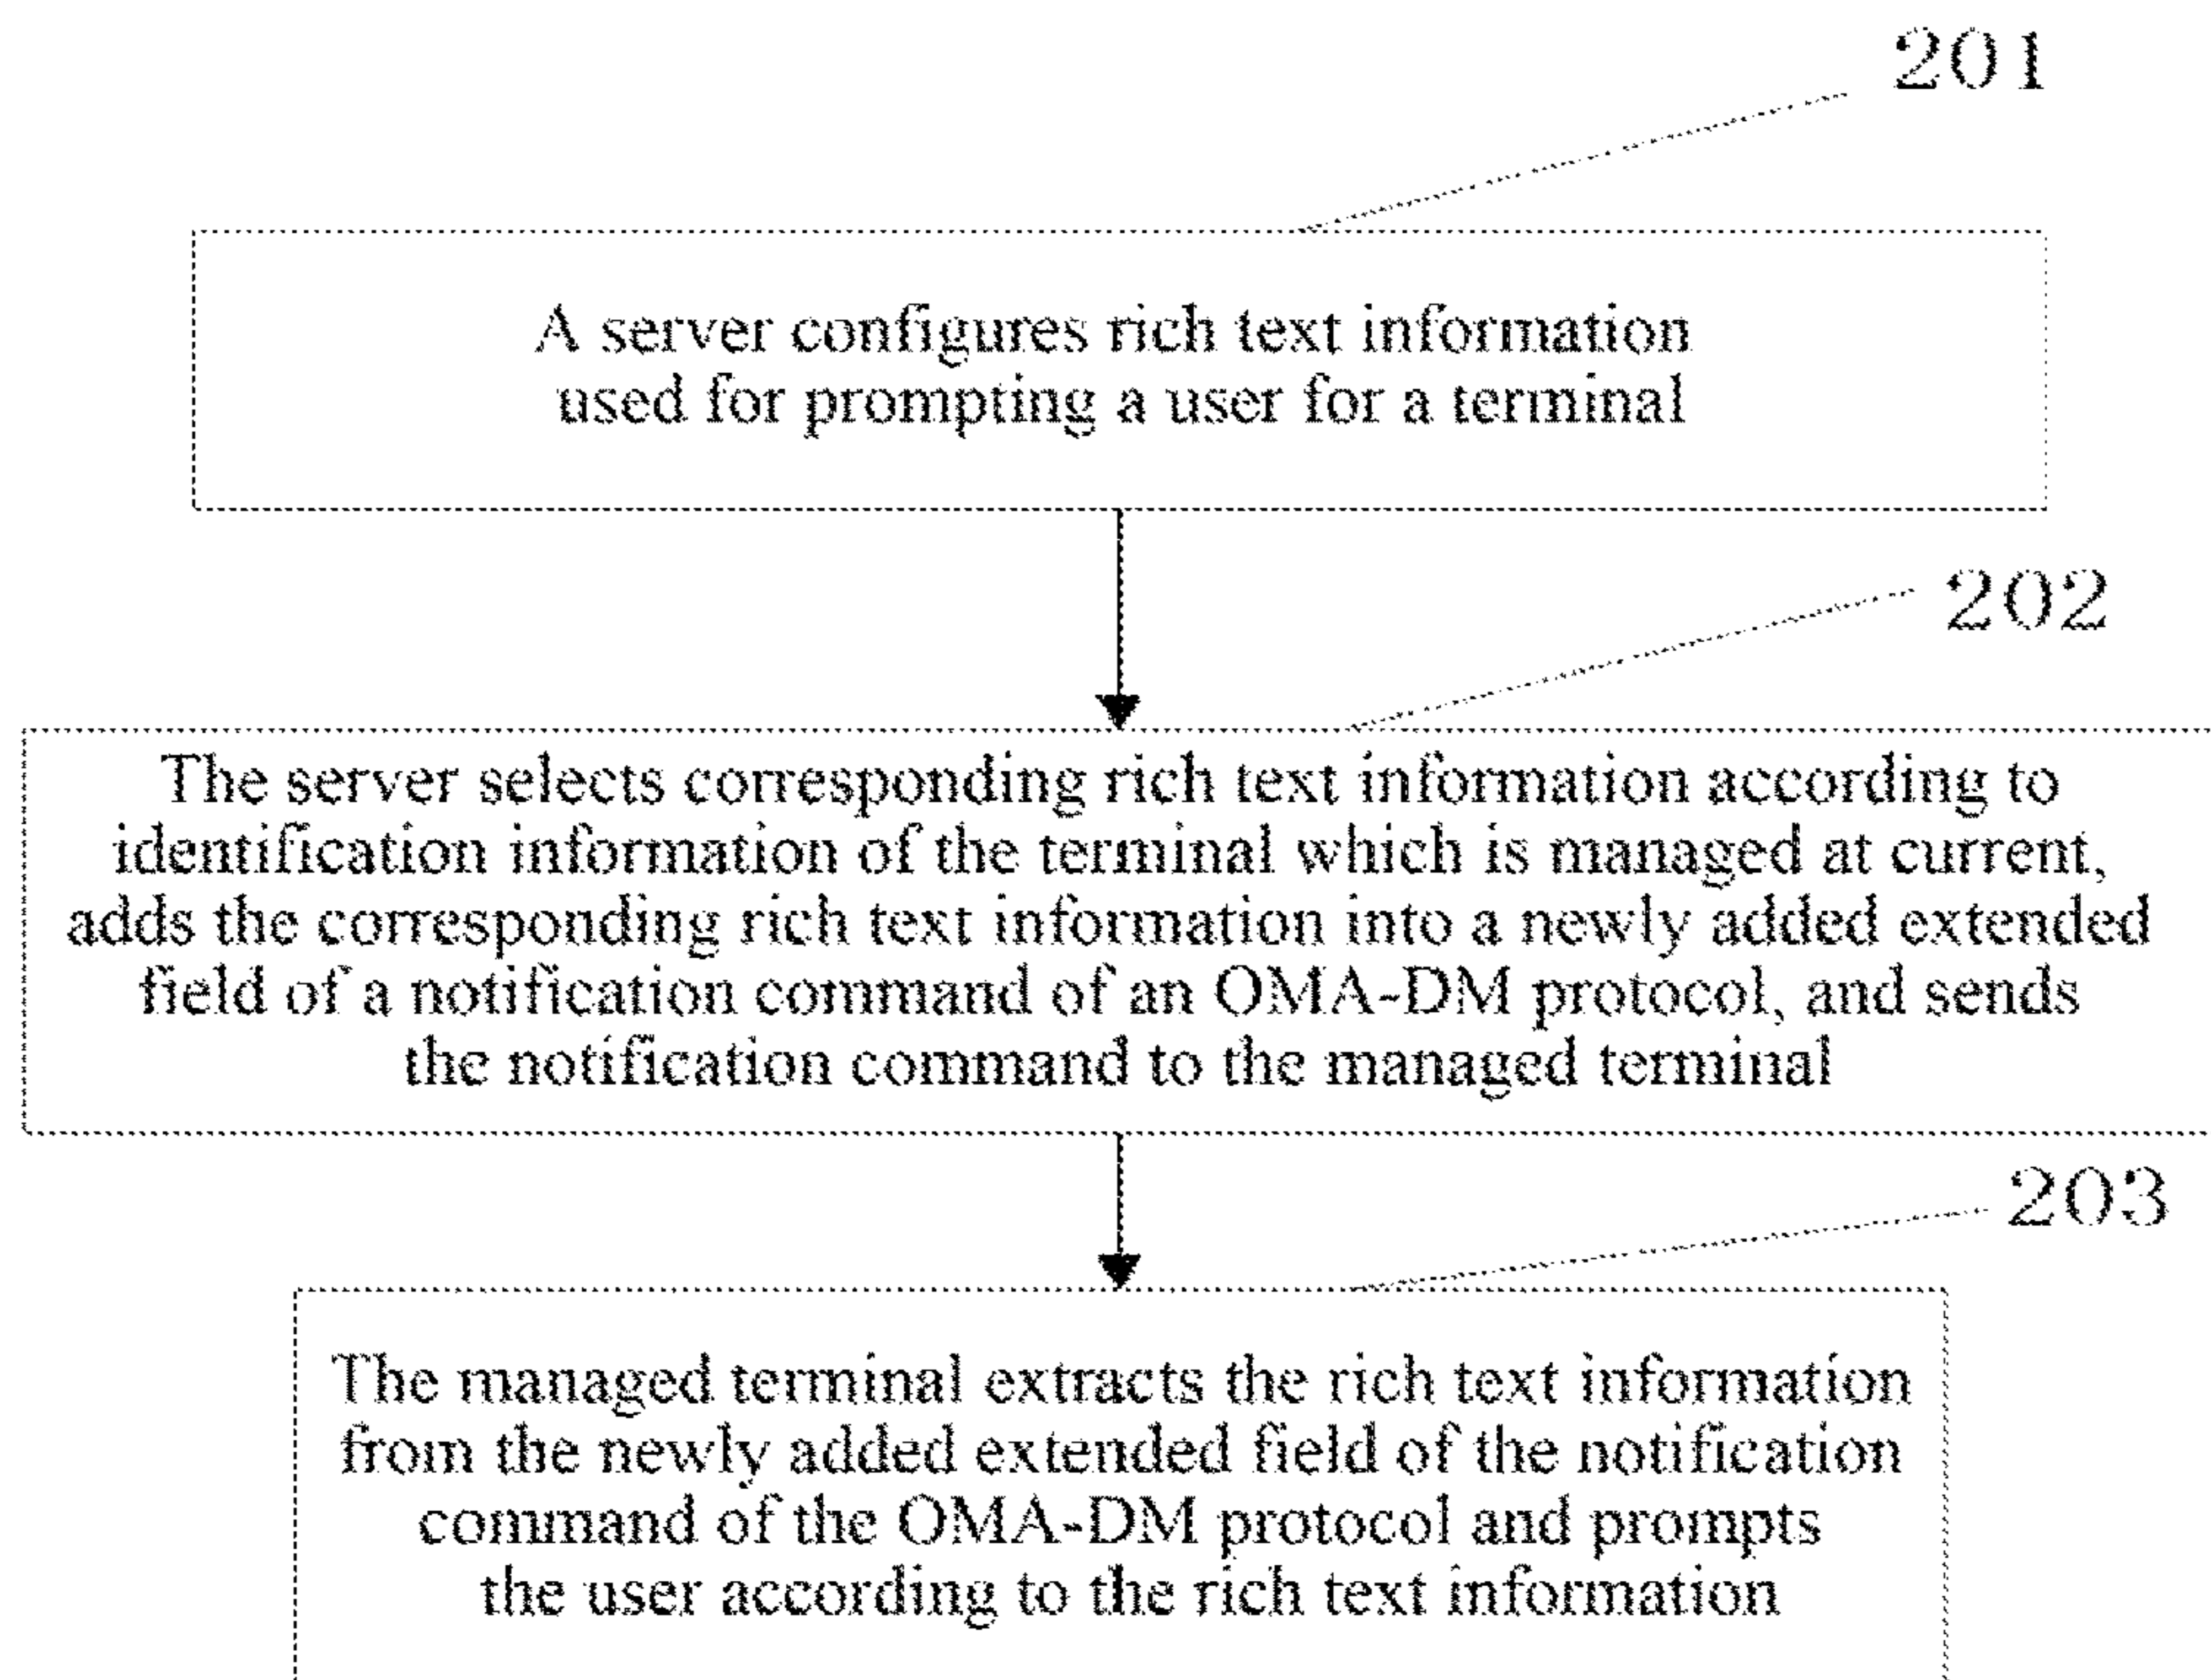 201
A server configures rich text information
used for prompting a user for a terminal
202
The server selects corresponding rich text information according to
identification information of the terminal which is managed at current,
adds the corresponding rich text information into a newly added extended
field of a notification command of an OMA-DM protocol, and sends
the notification command to the managed terminal
203
The managed terminal extracts the rich text information
from the newly added extended field of the notification
command of the OMA-DM protocol and prompts
the user according to the rich text information